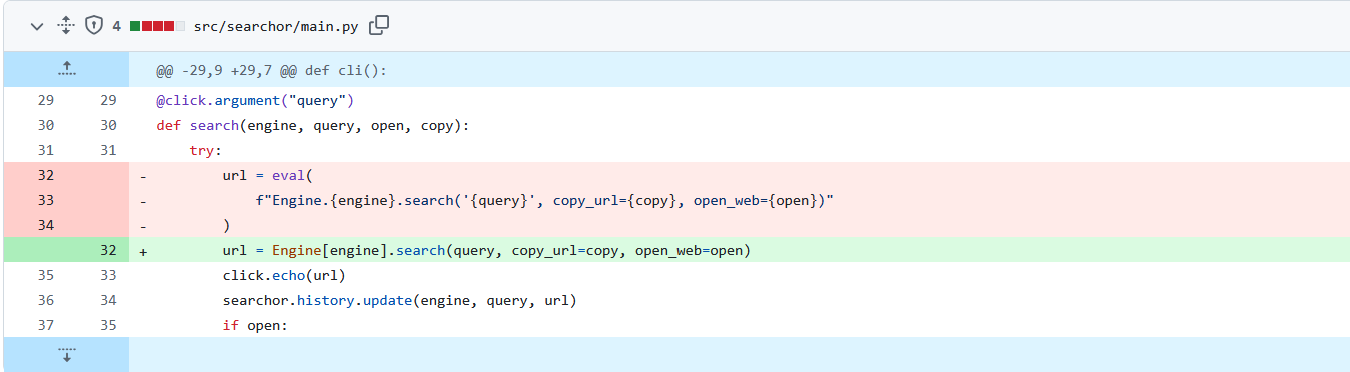 4 src/searchor/main.py
@@ -29,9 +29,7 @@ def cli():
29 29 @click.argument("query")
30 30 def search(engine, query, open, copy):
31 31 try:
32 - url = eval(
33 - f"Engine.{engine}.search('{query}', copy_url={copy}, open_web={open})"
34 - )
32 + url = Engine[engine].search(query, copy_url=copy, open_web=open)
35 33 click.echo(url)
36 34 searchor.history.update(engine, query, url)
37 35 if open: